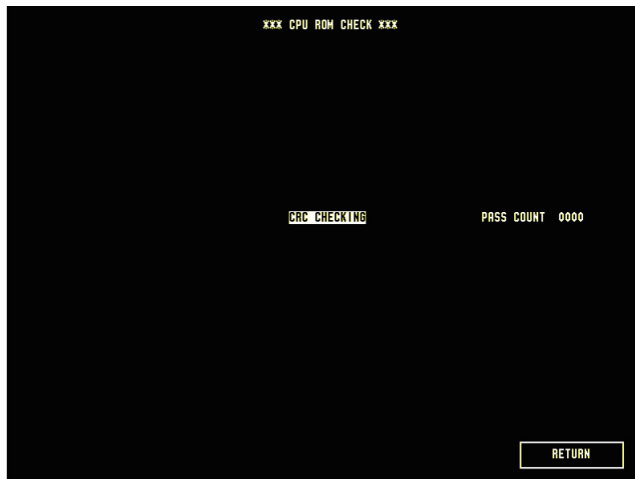 *** CPU ROM CHECK ***
CRC CHECKING PASS COUNT 0000
RETURN